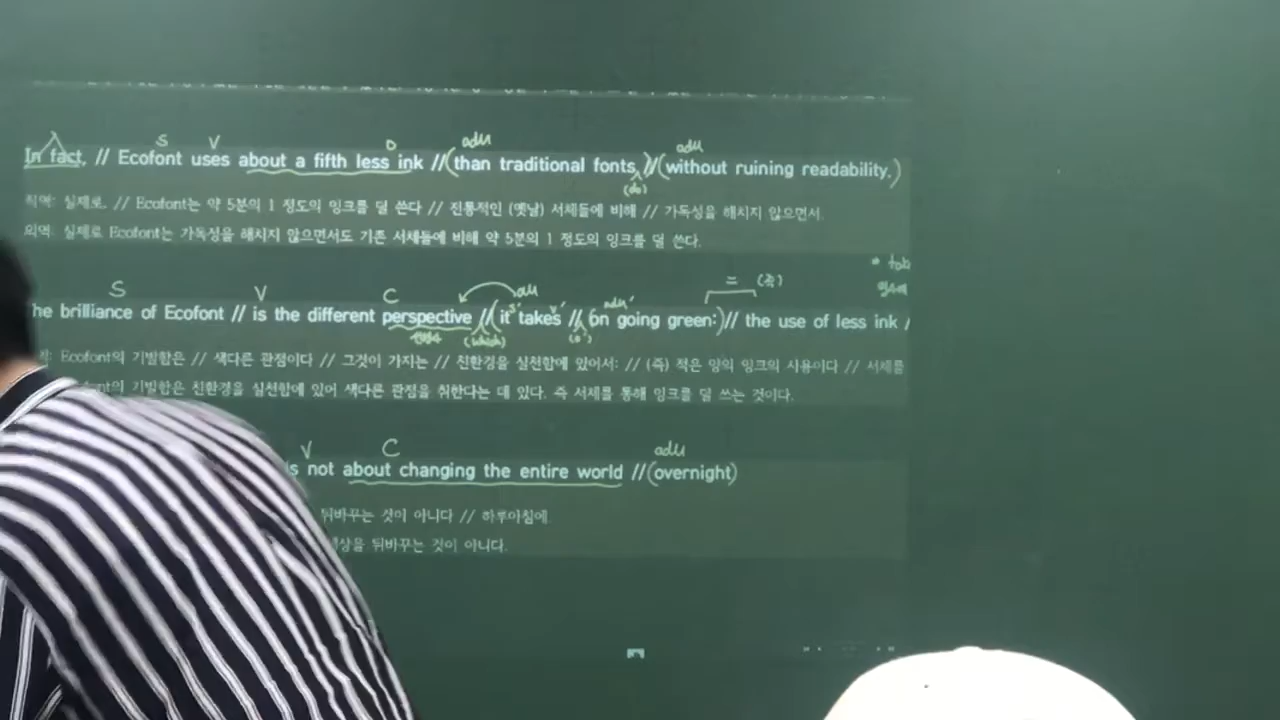 S V O adu adu
In fact, // Ecofont uses about a fifth less ink //(than traditional fonts,)//(without ruining readability.)
(do)
직역: 실제로, // Ecofont는 약 5분의 1 정도의 잉크를 덜 쓴다 // 전통적인 (옛날) 서체들에 비해 // 가독성을 해치지 않으면서.
의역: 실제로 Ecofont는 가독성을 해치지 않으면서도 기존 서체들에 비해 약 5분의 1 정도의 잉크를 덜 쓴다.
S V C s' v' adu' = (즉)
he brilliance of Ecofont // is the different perspective //(it takes // (on going green:)// the use of less ink /
(which) (o')
Ecofont의 기발함은 // 색다른 관점이다 // 그것이 가지는 // 친환경을 실천함에 있어서: // (즉) 적은 양의 잉크의 사용이다 // 서체를
의 기발함은 친환경을 실천함에 있어 색다른 관점을 취한다는 데 있다. 즉 서체를 통해 잉크를 덜 쓰는 것이다.
V C adu
is not about changing the entire world //(overnight)
뒤바꾸는 것이 아니다 // 하루아침에.
세상을 뒤바꾸는 것이 아니다.